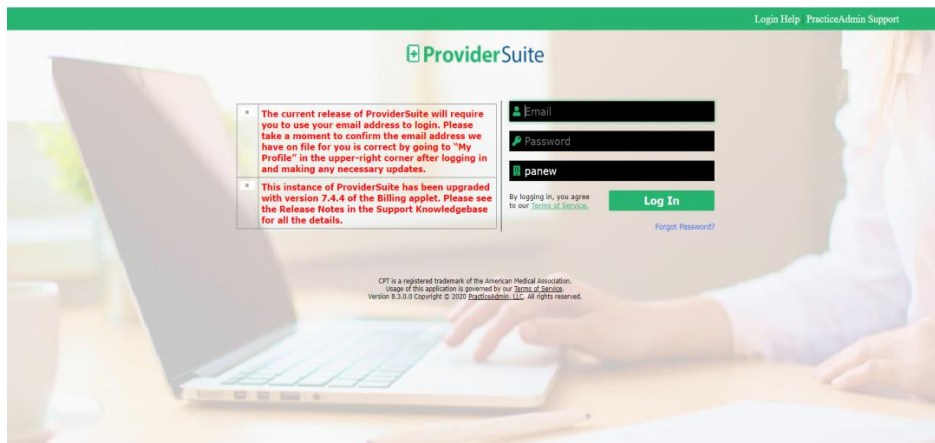 Login Help PracticeAdmin Support
ProviderSuite
The current release of ProviderSuite will require
you to use your email address to login. Please
take a moment to confirm the email address we
have on file for you is correct by going to "My
Profile" in the upper-right corner after logging in
and making any necessary updates.
This instance of ProviderSuite has been upgraded
with version 7.4.4 of the Billing applet. Please see
the Release Notes in the Support Knowledgebase
for all the details.
Email
Password
panew
By logging in, you agree
to our Terms of Service.
Log In
Forgot Password?
CPT is a registered trademark of the American Medical Association.
Usage of this application is governed by our Terms of Service.
Version 8.3.0.0 Copyright © 2020 PracticeAdmin, LLC. All rights reserved.